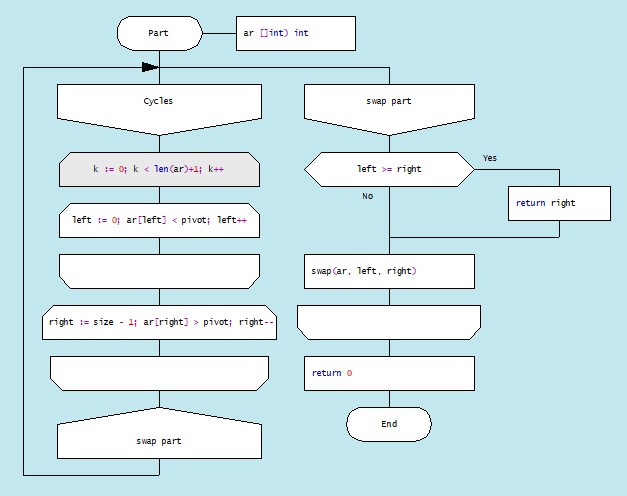 Part
ar []int) int
Cycles
k := 0; k < len(ar)+1; k++
left := 0; ar[left] < pivot; left++
right := size - 1; ar[right] > pivot; right--
swap part
swap part
left >= right
Yes
No
return right
swap(ar, left, right)
return 0
End